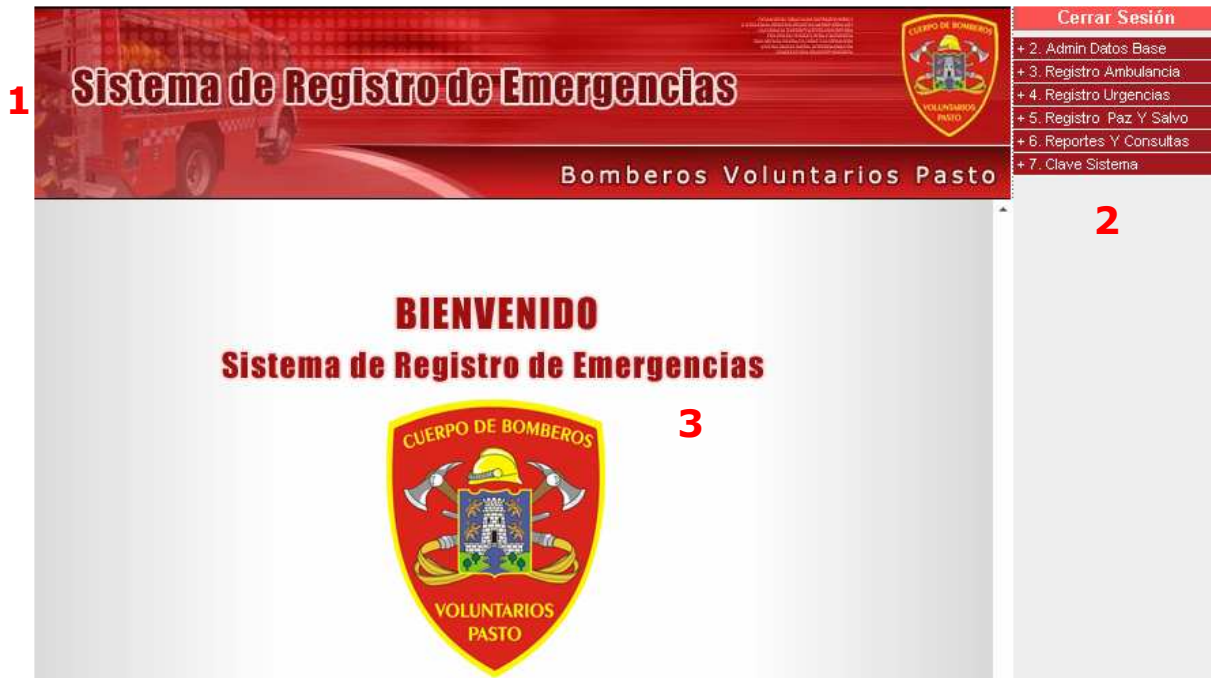 1
Sistema de Registro de Emergencias
CUERPO DE BOMBEROS
VOLUNTARIOS
PASTO
Bomberos Voluntarios Pasto
Cerrar Sesión
+ 2. Admin Datos Base
+ 3. Registro Ambulancia
+ 4. Registro Urgencias
+ 5. Registro Paz Y Salvo
+ 6. Reportes Y Consultas
+ 7. Clave Sistema
2
BIENVENIDO
Sistema de Registro de Emergencias
3
CUERPO DE BOMBEROS
VOLUNTARIOS
PASTO